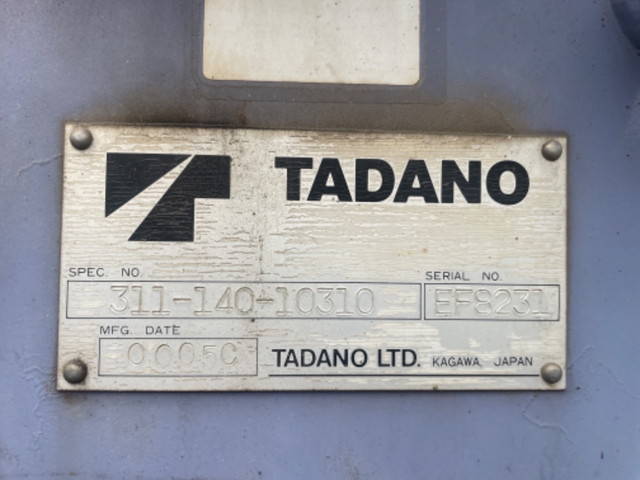 TADANO
SPEC. NO.
311-140-10310
SERIAL NO.
EF8231
MFG. DATE
0005C
TADANO LTD. KAGAWA, JAPAN